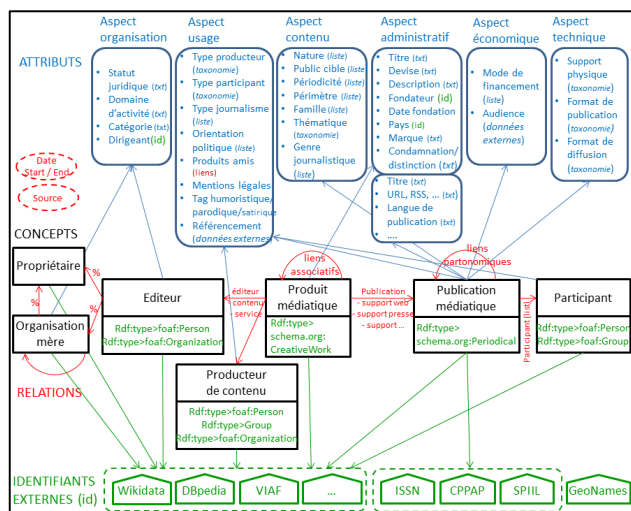 Aspect organisation
Aspect usage
Aspect contenu
Aspect administratif
Aspect économique
Aspect technique
ATTRIBUTS
• Statut juridique (txt)
• Domaine d'activité (txt)
• Catégorie (txt)
• Dirigeant(id)
• Type producteur (taxonomie)
• Type participant (taxonomie)
• Type journalisme (liste)
• Orientation politique (liste)
• Produits amis (liens)
• Mentions légales
• Tag humoristique/ parodique/satirique
• Référencement (données externes)
• Nature (liste)
• Public cible (liste)
• Périodicité (liste)
• Périmètre (liste)
• Famille (liste)
• Thématique (taxonomie)
• Genre journalistique (liste)
• Titre (txt)
• Devise (txt)
• Description (txt)
• Fondateur (id)
• Date fondation
• Pays (id)
• Marque (txt)
• Condamnation/ distinction (txt)
• Titre (txt)
• URL, RSS, ... (txt)
• Langue de publication (txt)
• ....
• Mode de financement (liste)
• Audience (données externes)
• Support physique (taxonomie)
• Format de publication (taxonomie)
• Format de diffusion (taxonomie)
Date Start / End
Source
CONCEPTS
Propriétaire
%
%
%
Organisation mère
Editeur
Rdf:type>foaf:Person
Rdf:type>foaf:Organization
éditeur
contenu
- service
liens associatifs
Produit médiatique
Rdf:type>
schema.org:
CreativeWork
Publication
- support web
- support presse
- support ...
liens partonomiques
Publication médiatique
Rdf:type>
schema.org:Periodical
Participant(list)
Participant
Rdf:type>foaf:Person
Rdf:type>foaf:Group
RELATIONS
Producteur de contenu
Rdf:type>foaf:Person
Rdf:type>Group
Rdf:type>foaf:Organization
IDENTIFIANTS EXTERNES (id)
Wikidata
DBpedia
VIAF
...
ISSN
CPPAP
SPIIL
GeoNames